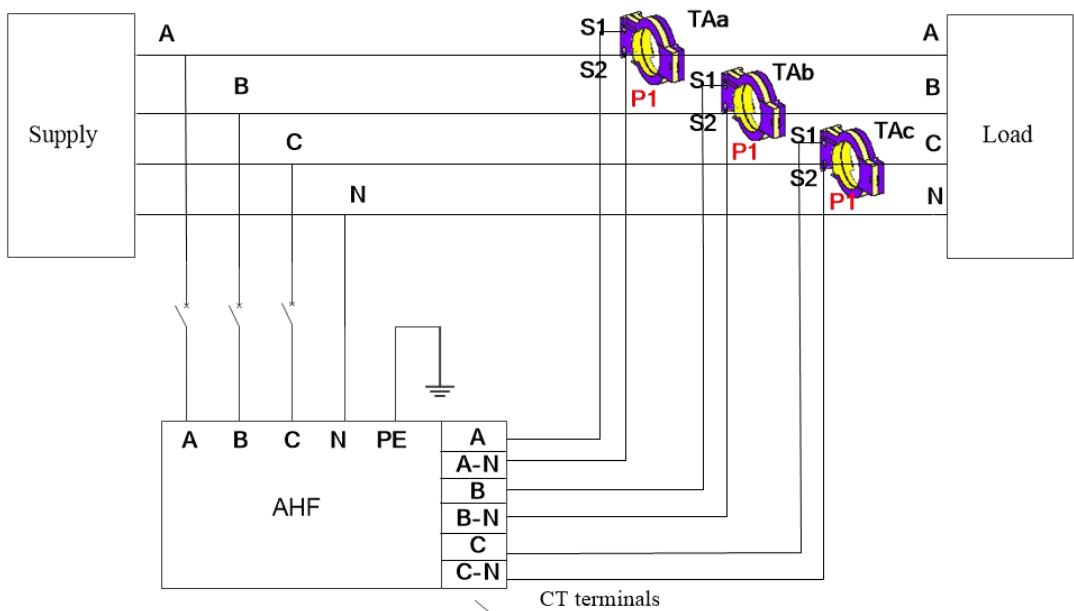 TAa
S1
A
A
S2
TAb
S1
B
B
P1
S2
TAc
S1
Supply
C
C
Load
P1
S2
N
N
P1
A
B
C
N
PE
A
A-N
B
AHF
B-N
C
C-N
CT terminals